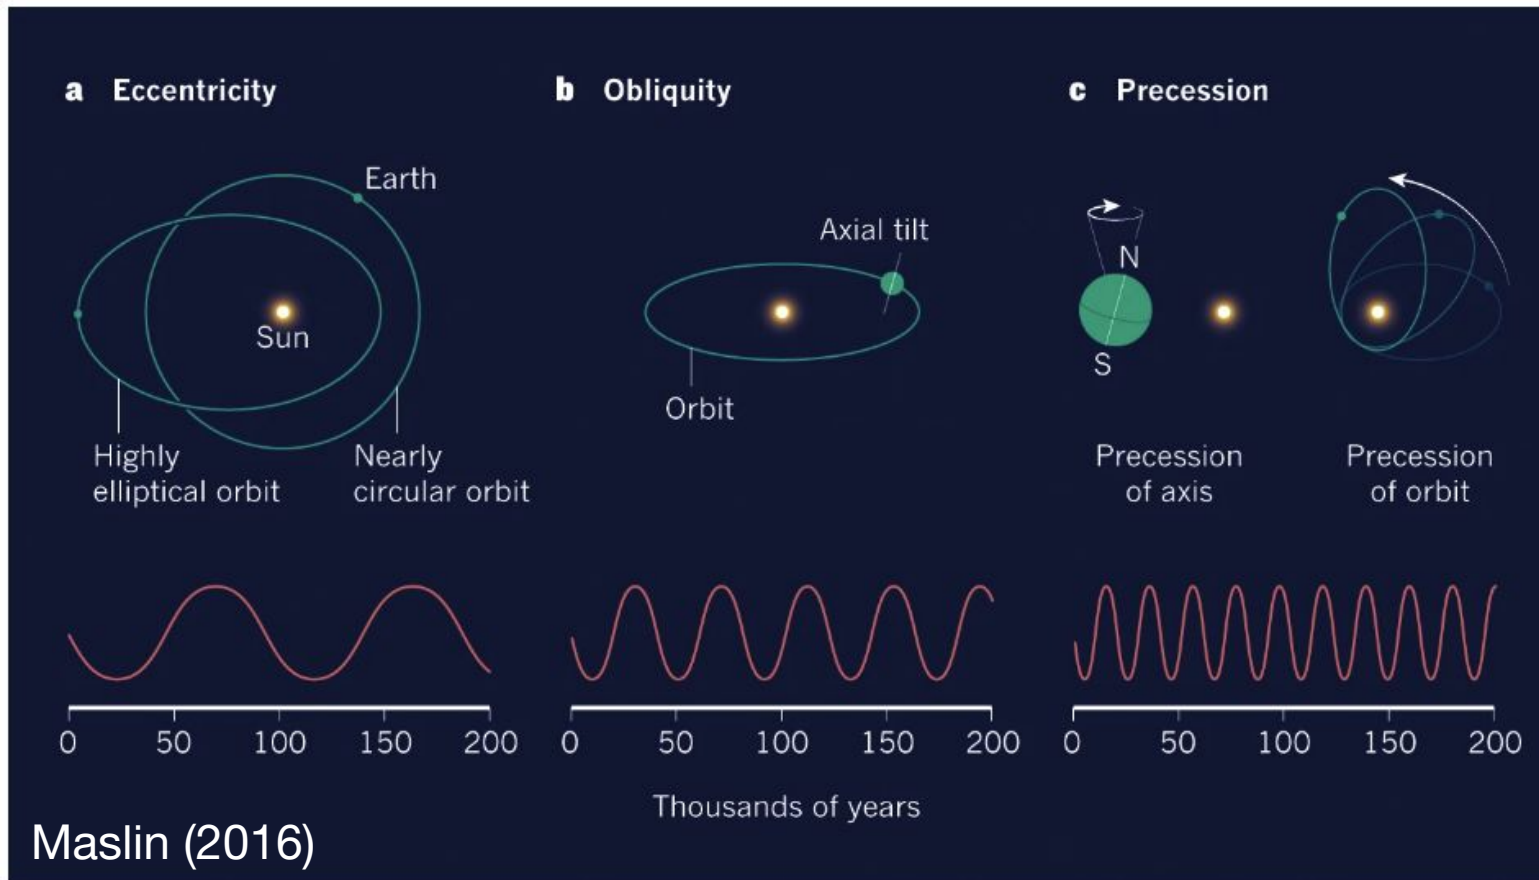 a Eccentricity
Earth
Sun
Highly
elliptical orbit
Nearly
circular orbit
0 50 100 150 200
b Obliquity
Axial tilt
Orbit
0 50 100 150 200
c Precession
N
S
Precession
of axis
Precession
of orbit
0 50 100 150 200
Thousands of years
Maslin (2016)